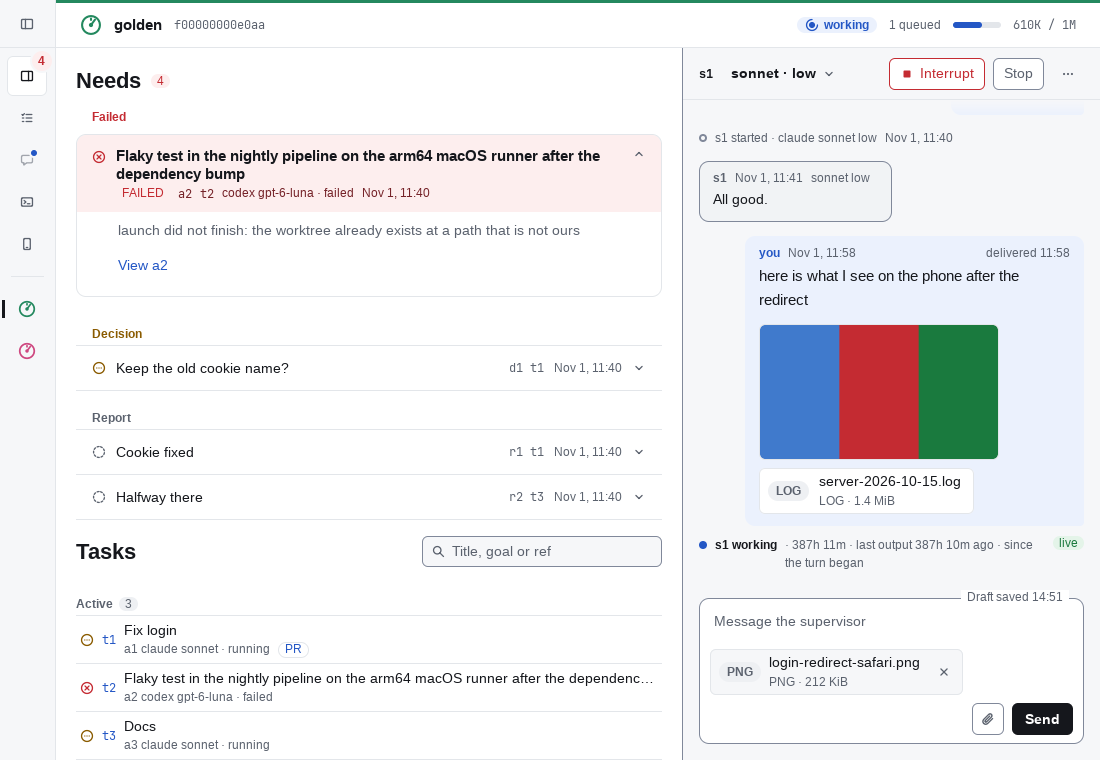 golden f00000000e0aa working 1 queued 610K / 1M
4
Needs 4
Failed
Flaky test in the nightly pipeline on the arm64 macOS runner after the
dependency bump
FAILED a2 t2 codex gpt-6-luna · failed Nov 1, 11:40
launch did not finish: the worktree already exists at a path that is not ours
View a2
Decision
Keep the old cookie name? d1 t1 Nov 1, 11:40
Report
Cookie fixed r1 t1 Nov 1, 11:40
Halfway there r2 t3 Nov 1, 11:40
Tasks
Title, goal or ref
Active 3
t1 Fix login
a1 claude sonnet · running PR
t2 Flaky test in the nightly pipeline on the arm64 macOS runner after the dependenc…
a2 codex gpt-6-luna · failed
t3 Docs
a3 claude sonnet · running
s1 sonnet · low Interrupt Stop
s1 started · claude sonnet low Nov 1, 11:40
s1 Nov 1, 11:41 sonnet low
All good.
you Nov 1, 11:58 delivered 11:58
here is what I see on the phone after the
redirect
LOG server-2026-10-15.log
LOG · 1.4 MiB
s1 working · 387h 11m · last output 387h 10m ago · since
the turn began
live
Draft saved 14:51
Message the supervisor
PNG login-redirect-safari.png
PNG · 212 KiB
Send